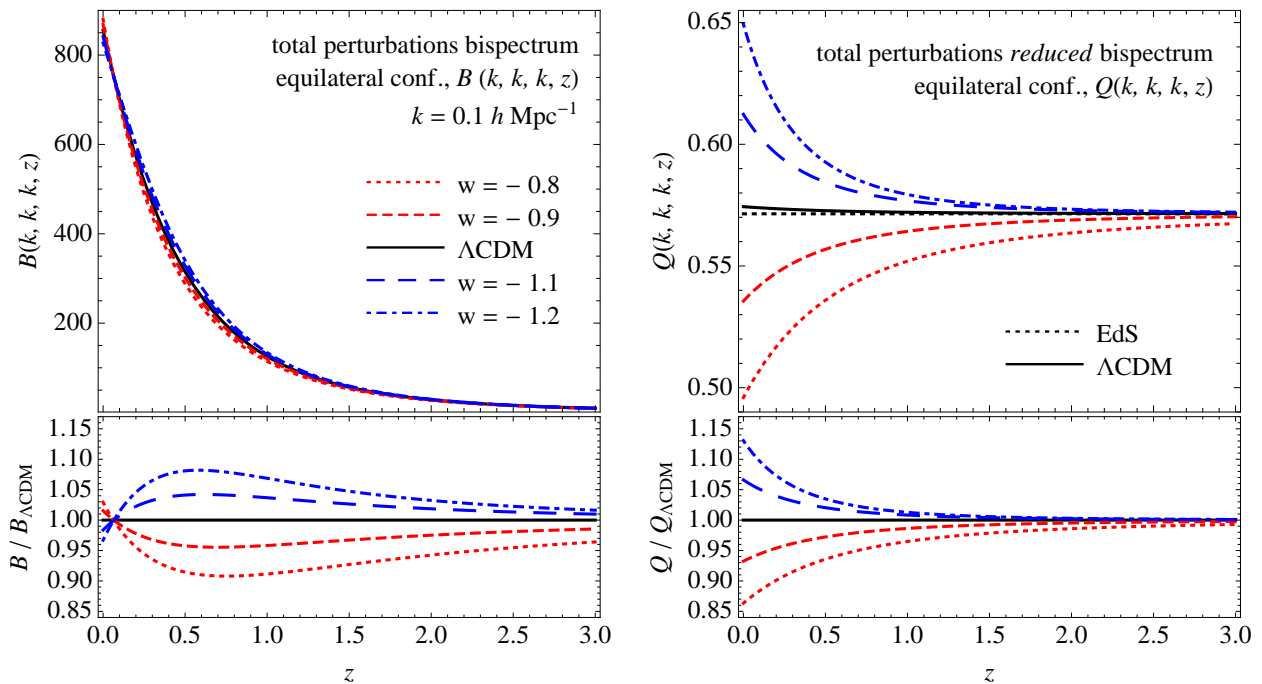 total perturbations bispectrum
equilateral conf., B (k, k, k, z)
k = 0.1 h Mpc⁻¹
B(k, k, k, z)
800
600
400
200
w = − 0.8
w = − 0.9
ΛCDM
w = − 1.1
w = − 1.2
B / B_ΛCDM
1.15
1.10
1.05
1.00
0.95
0.90
0.85
0.0 0.5 1.0 1.5 2.0 2.5 3.0
z
total perturbations reduced bispectrum
equilateral conf., Q(k, k, k, z)
Q(k, k, k, z)
0.65
0.60
0.55
0.50
EdS
ΛCDM
Q / Q_ΛCDM
1.15
1.10
1.05
1.00
0.95
0.90
0.85
0.0 0.5 1.0 1.5 2.0 2.5 3.0
z